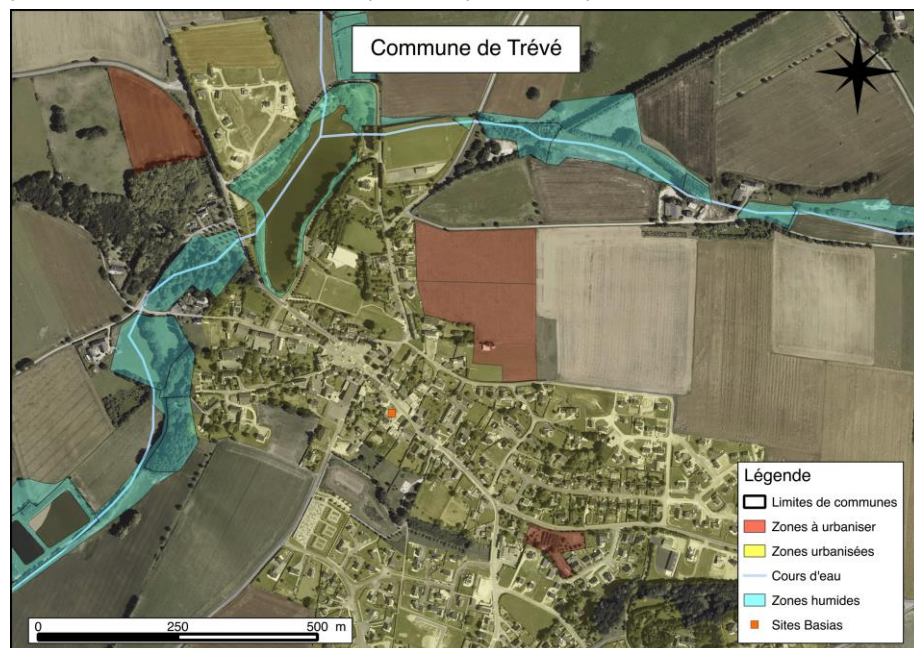 Commune de Trévé
Légende
Limites de communes
Zones à urbaniser
Zones urbanisées
Cours d'eau
Zones humides
Sites Basias
0 250 500 m